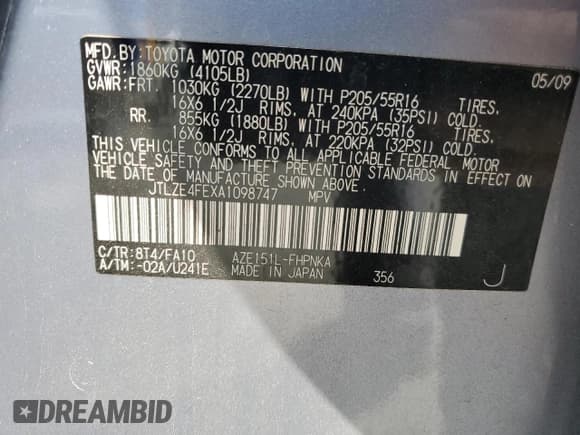 MFD.BY:TOYOTA MOTOR CORPORATION 05/09
GVWR:1860KG (4105LB)
GAWR:FRT. 1030KG (2270LB) WITH P205/55R16 TIRES,
16X6 1/2J RIMS, AT 240KPA (35PSI) COLD.
RR. 855KG (1880LB) WITH P205/55R16 TIRES,
16X6 1/2J RIMS, AT 220KPA (32PSI) COLD.
THIS VEHICLE CONFORMS TO ALL APPLICABLE FEDERAL MOTOR
VEHICLE SAFETY AND THEFT PREVENTION STANDARDS IN EFFECT ON
THE DATE OF MANUFACTURE SHOWN ABOVE.
JTLZE4FEXA1098747 MPV
C/TR:8T4/FA10 AZE151L-FHPNKA
A/TM:-02A/U241E MADE IN JAPAN 356 J
DREAMBID